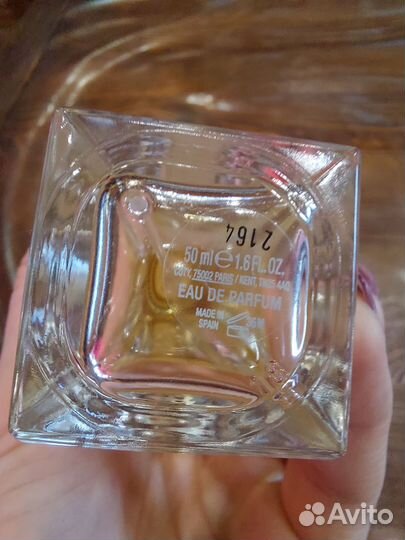 2164
50 ml e 1.6 FL.OZ.
COTY, 75002 PARIS / KENT, TN25 4AQ
EAU DE PARFUM
MADE IN
SPAIN
36 M
Avito